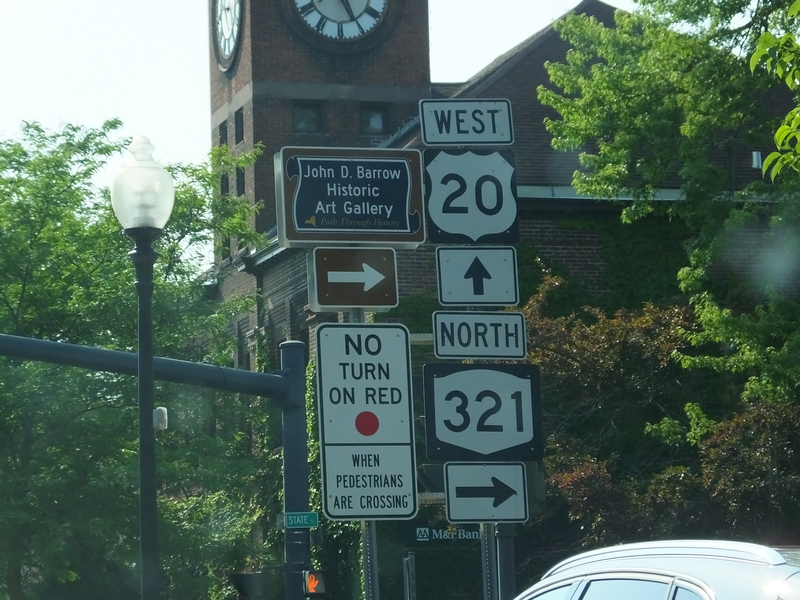 WEST
20
John D. Barrow
Historic
Art Gallery
Path Through History
NORTH
321
NO
TURN
ON RED
WHEN
PEDESTRIANS
ARE CROSSING
STATE
M&T Bank